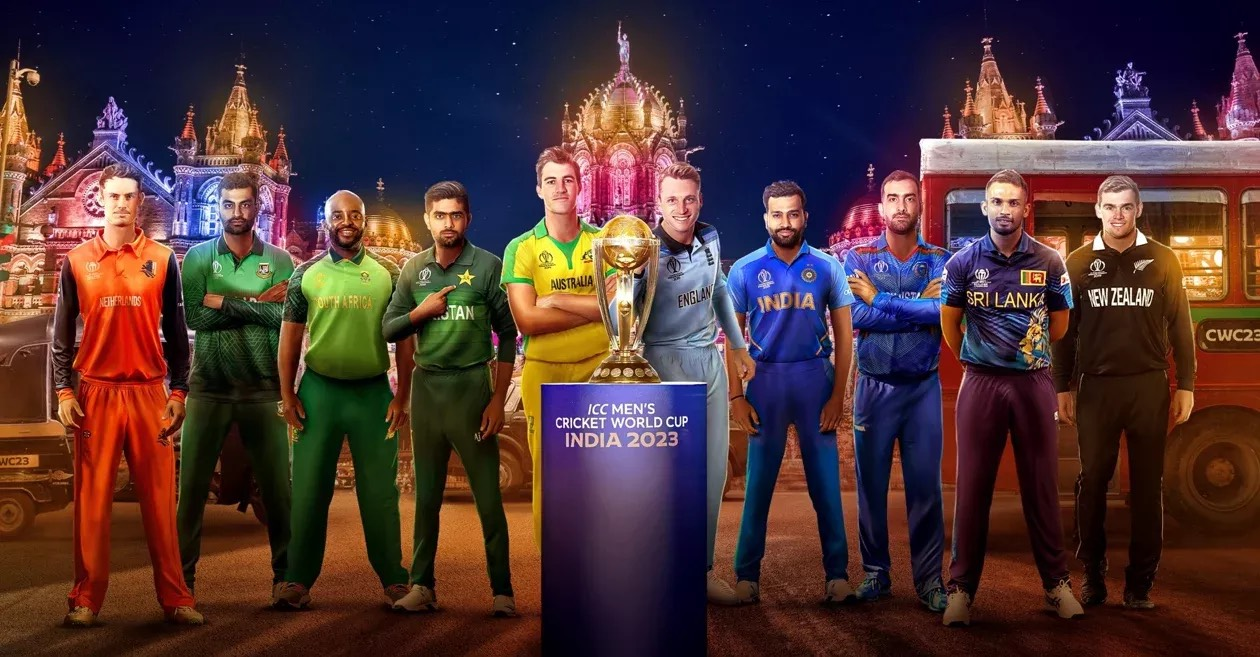 NETHERLANDS
SOUTH AFRICA
STAN
AUSTRALIA
ENGLAND
INDIA
SRI LANKA
NEW ZEALAND
CWC23
CWC23
ICC MEN'S
CRICKET WORLD CUP
INDIA 2023